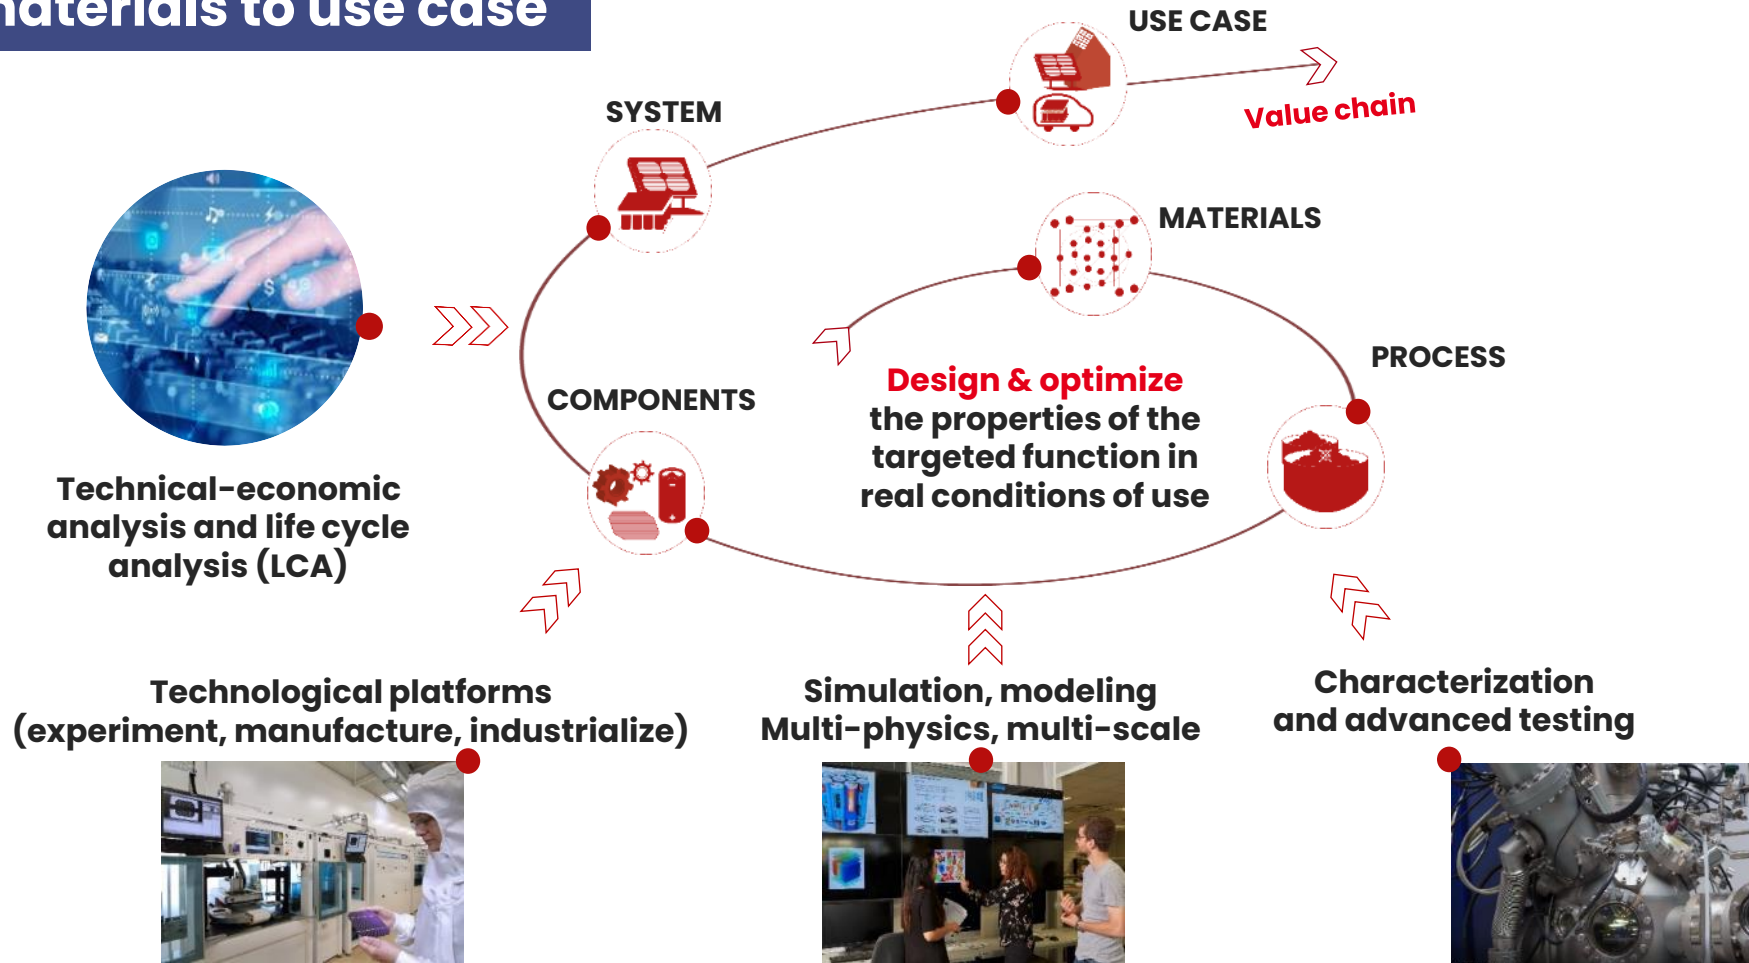 materials to use case
USE CASE
Value chain
SYSTEM
MATERIALS
PROCESS
COMPONENTS
Design & optimize
the properties of the
targeted function in
real conditions of use
Technical-economic
analysis and life cycle
analysis (LCA)
Technological platforms
(experiment, manufacture, industrialize)
Simulation, modeling
Multi-physics, multi-scale
Characterization
and advanced testing